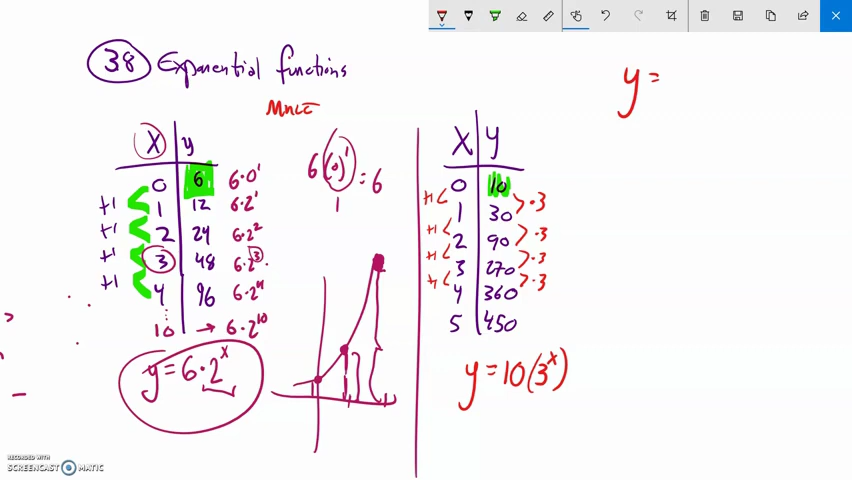 38 Exponential functions
y =
X y
0 6 6·0¹
+1 1 12 6·2¹
+1 2 24 6·2²
+1 3 48 6·2³
+1 4 96 6·2⁴
10 → 6·2¹⁰
y = 6·2ˣ
6(0)¹ = 6
1
X Y
0 10
+1 1 30 ·3
+1 2 90 ·3
+1 3 270 ·3
+1 4 360 ·3
5 450
y = 10(3ˣ)
RECORDED WITH
SCREENCAST MATIC